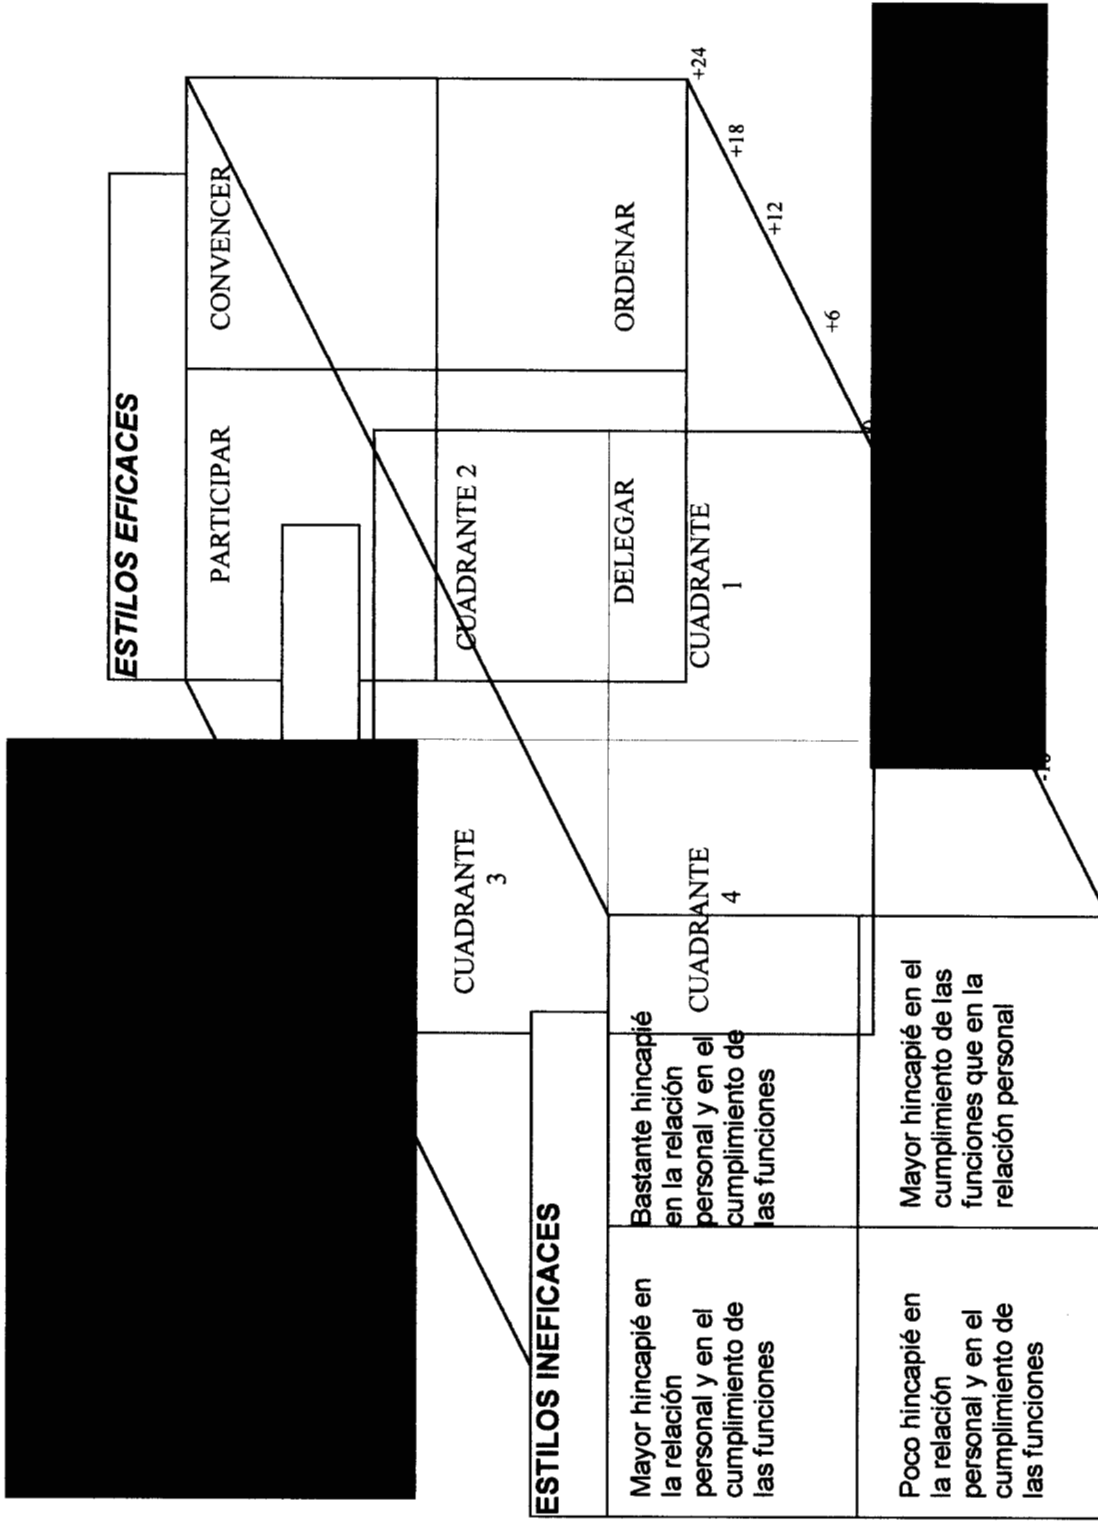 ESTILOS EFICACES
PARTICIPAR
CONVENCER
CUADRANTE 2
DELEGAR
ORDENAR
CUADRANTE
1
+24
+18
+12
+6
CUADRANTE
3
CUADRANTE
4
ESTILOS INEFICACES
Mayor hincapié en
la relación
personal y en el
cumplimiento de
las funciones
Bastante hincapié
en la relación
personal y en el
cumplimiento de
las funciones
Poco hincapié en
la relación
personal y en el
cumplimiento de
las funciones
Mayor hincapié en el
cumplimiento de las
funciones que en la
relación personal